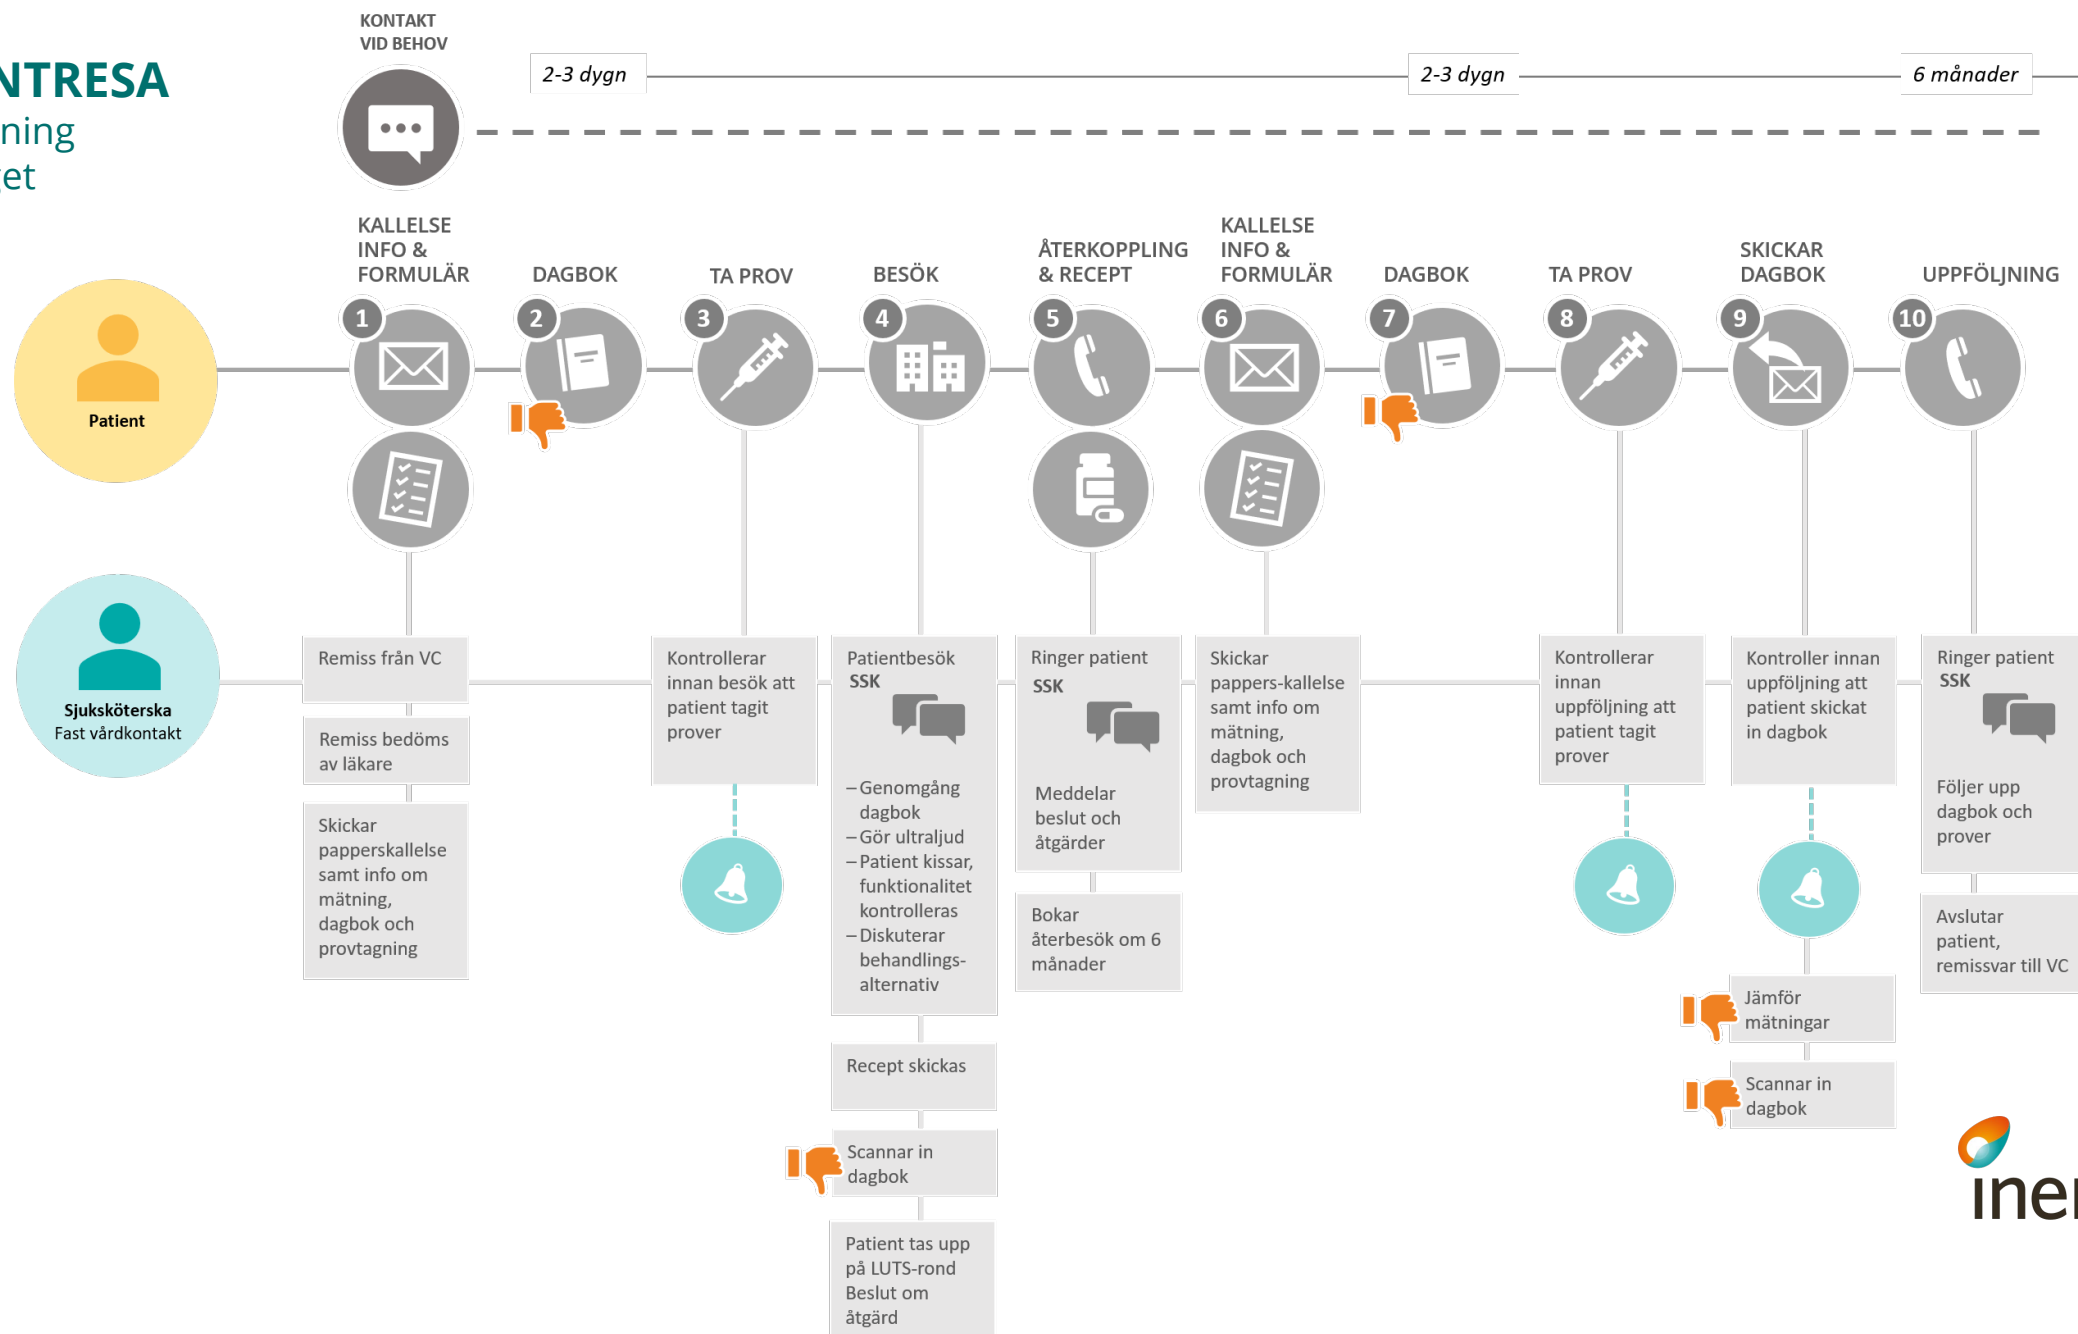 NTRESA
ning
get
KONTAKT
VID BEHOV
2-3 dygn
2-3 dygn
6 månader
KALLELSE
INFO &
FORMULÄR
DAGBOK
TA PROV
BESÖK
ÅTERKOPPLING
& RECEPT
KALLELSE
INFO &
FORMULÄR
DAGBOK
TA PROV
SKICKAR
DAGBOK
UPPFÖLJNING
1
2
3
4
5
6
7
8
9
10
Patient
Sjuksköterska
Fast vårdkontakt
Remiss från VC
Remiss bedöms
av läkare
Skickar
papperskallelse
samt info om
mätning,
dagbok och
provtagning
Kontrollerar
innan besök att
patient tagit
prover
Patientbesök
SSK
– Genomgång
dagbok
– Gör ultraljud
– Patient kissar,
funktionalitet
kontrolleras
– Diskuterar
behandlings-
alternativ
Recept skickas
Scannar in
dagbok
Patient tas upp
på LUTS-rond
Beslut om
åtgärd
Ringer patient
SSK
Meddelar
beslut och
åtgärder
Bokar
återbesök om 6
månader
Skickar
pappers-kallelse
samt info om
mätning,
dagbok och
provtagning
Kontrollerar
innan
uppföljning att
patient tagit
prover
Kontroller innan
uppföljning att
patient skickat
in dagbok
Jämför
mätningar
Scannar in
dagbok
Ringer patient
SSK
Följer upp
dagbok och
prover
Avslutar
patient,
remissvar till VC
iner